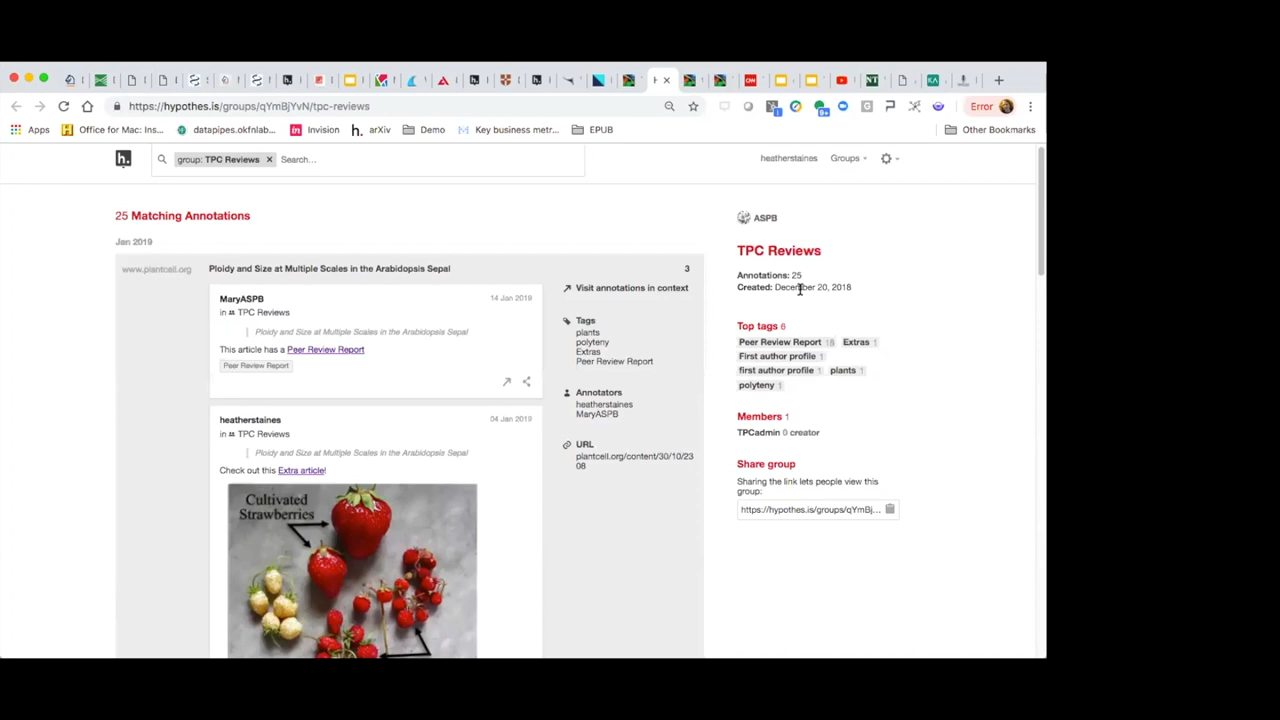 https://hypothes.is/groups/qYmBjYvN/tpc-reviews
Error
Apps
Office for Mac: Ins...
datapipes.okfnlab...
Invision
arXiv
Demo
Key business metr...
EPUB
Other Bookmarks
h.
group: TPC Reviews
Search...
heatherstaines
Groups
25 Matching Annotations
Jan 2019
www.plantcell.org
Ploidy and Size at Multiple Scales in the Arabidopsis Sepal
3
MaryASPB
14 Jan 2019
in TPC Reviews
Ploidy and Size at Multiple Scales in the Arabidopsis Sepal
This article has a Peer Review Report
Peer Review Report
heatherstaines
04 Jan 2019
in TPC Reviews
Ploidy and Size at Multiple Scales in the Arabidopsis Sepal
Check out this Extra article!
Cultivated
Strawberries
Visit annotations in context
Tags
plants
polyteny
Extras
Peer Review Report
Annotators
heatherstaines
MaryASPB
URL
plantcell.org/content/30/10/23
08
ASPB
TPC Reviews
Annotations: 25
Created: December 20, 2018
Top tags 6
Peer Review Report 18 Extras 1
First author profile 1
first author profile 1 plants 1
polyteny 1
Members 1
TPCadmin 0 creator
Share group
Sharing the link lets people view this
group:
https://hypothes.is/groups/qYmBj...